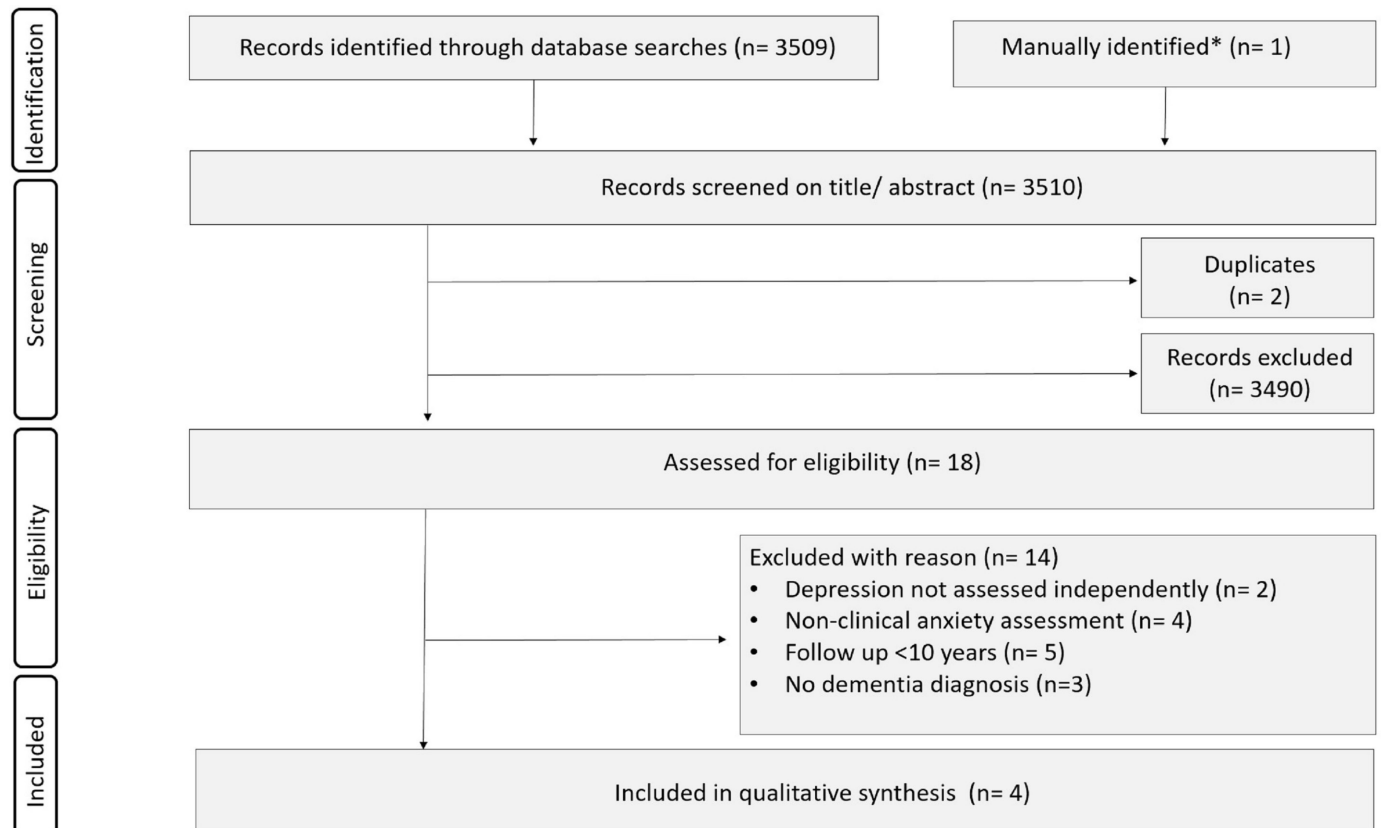 Identification
Records identified through database searches (n= 3509)
Manually identified* (n= 1)
Records screened on title/ abstract (n= 3510)
Screening
Duplicates
(n= 2)
Records excluded
(n= 3490)
Eligibility
Assessed for eligibility (n= 18)
Excluded with reason (n= 14)
• Depression not assessed independently (n= 2)
• Non-clinical anxiety assessment (n= 4)
• Follow up <10 years (n= 5)
• No dementia diagnosis (n=3)
Included
Included in qualitative synthesis (n= 4)